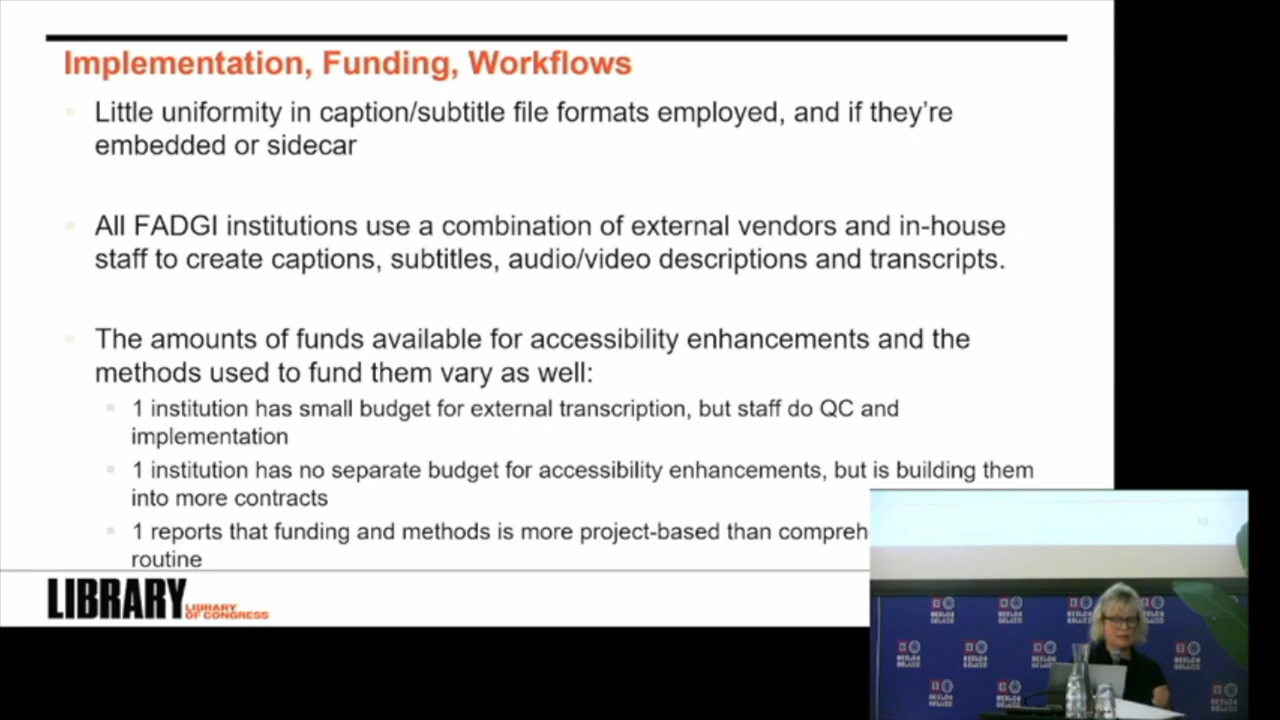 Implementation, Funding, Workflows
Little uniformity in caption/subtitle file formats employed, and if they're
embedded or sidecar
All FADGI institutions use a combination of external vendors and in-house
staff to create captions, subtitles, audio/video descriptions and transcripts.
The amounts of funds available for accessibility enhancements and the
methods used to fund them vary as well:
1 institution has small budget for external transcription, but staff do QC and
implementation
1 institution has no separate budget for accessibility enhancements, but is building them
into more contracts
1 reports that funding and methods is more project-based than compreh
routine
LIBRARY
LIBRARY
OF CONGRESS